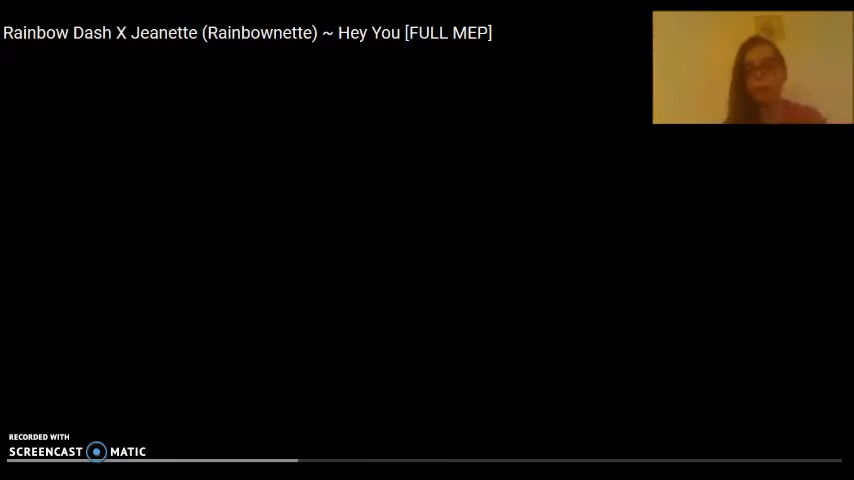 Rainbow Dash X Jeanette (Rainbownette) ~ Hey You [FULL MEP]
RECORDED WITH
SCREENCAST MATIC